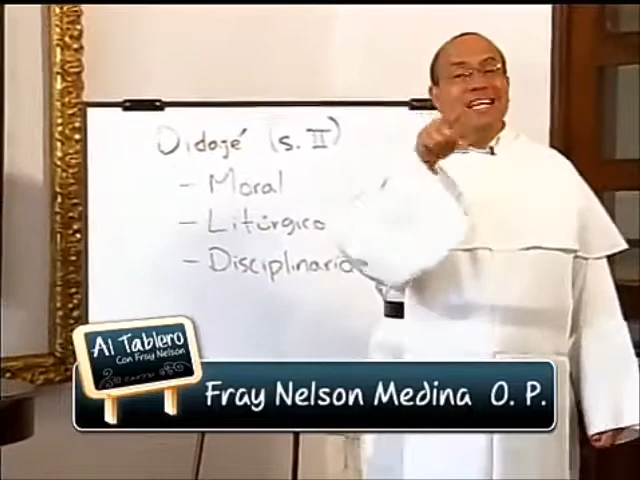 Didajé (s. II)
- Moral
- Litúrgico
- Disciplinario
Al Tablero
Con Fray Nelson
Fray Nelson Medina O. P.